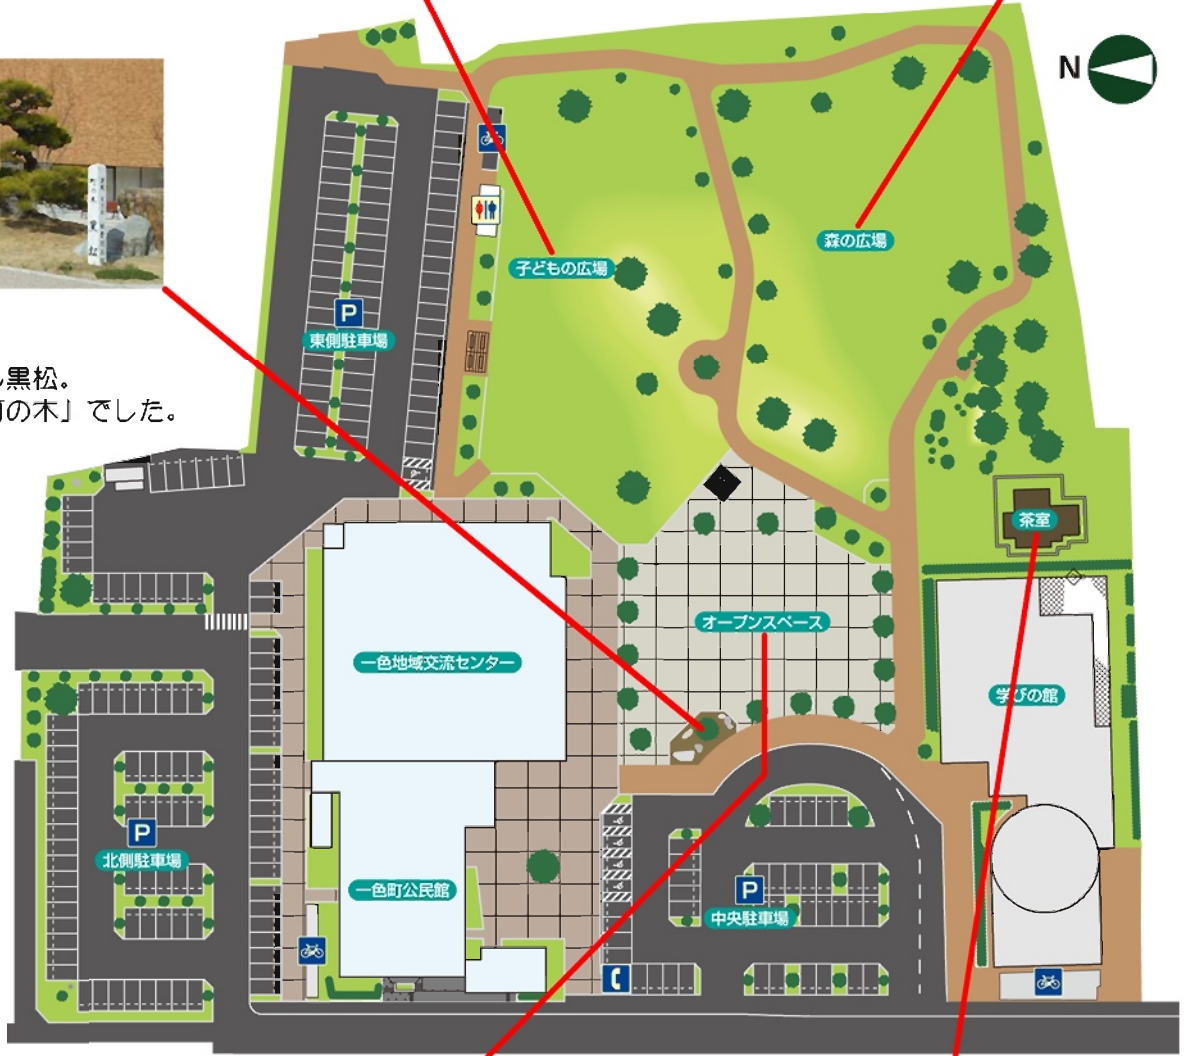 N
子どもの広場
森の広場
P
東側駐車場
黒松。
の木」でした。
茶室
オープンスペース
一色地域交流センター
学びの館
P
北側駐車場
一色町公民館
P
中央駐車場